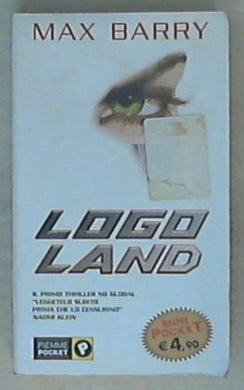 MAX BARRY
LOGO
LAND
IL PRIMO THRILLER NO GLOBAL
"LEGGETELO SUBITO
PRIMA CHE LO CENSURINO"
NAOMI KLEIN
MINI
POCKET
€ 4,90
PIEMME
POCKET
P